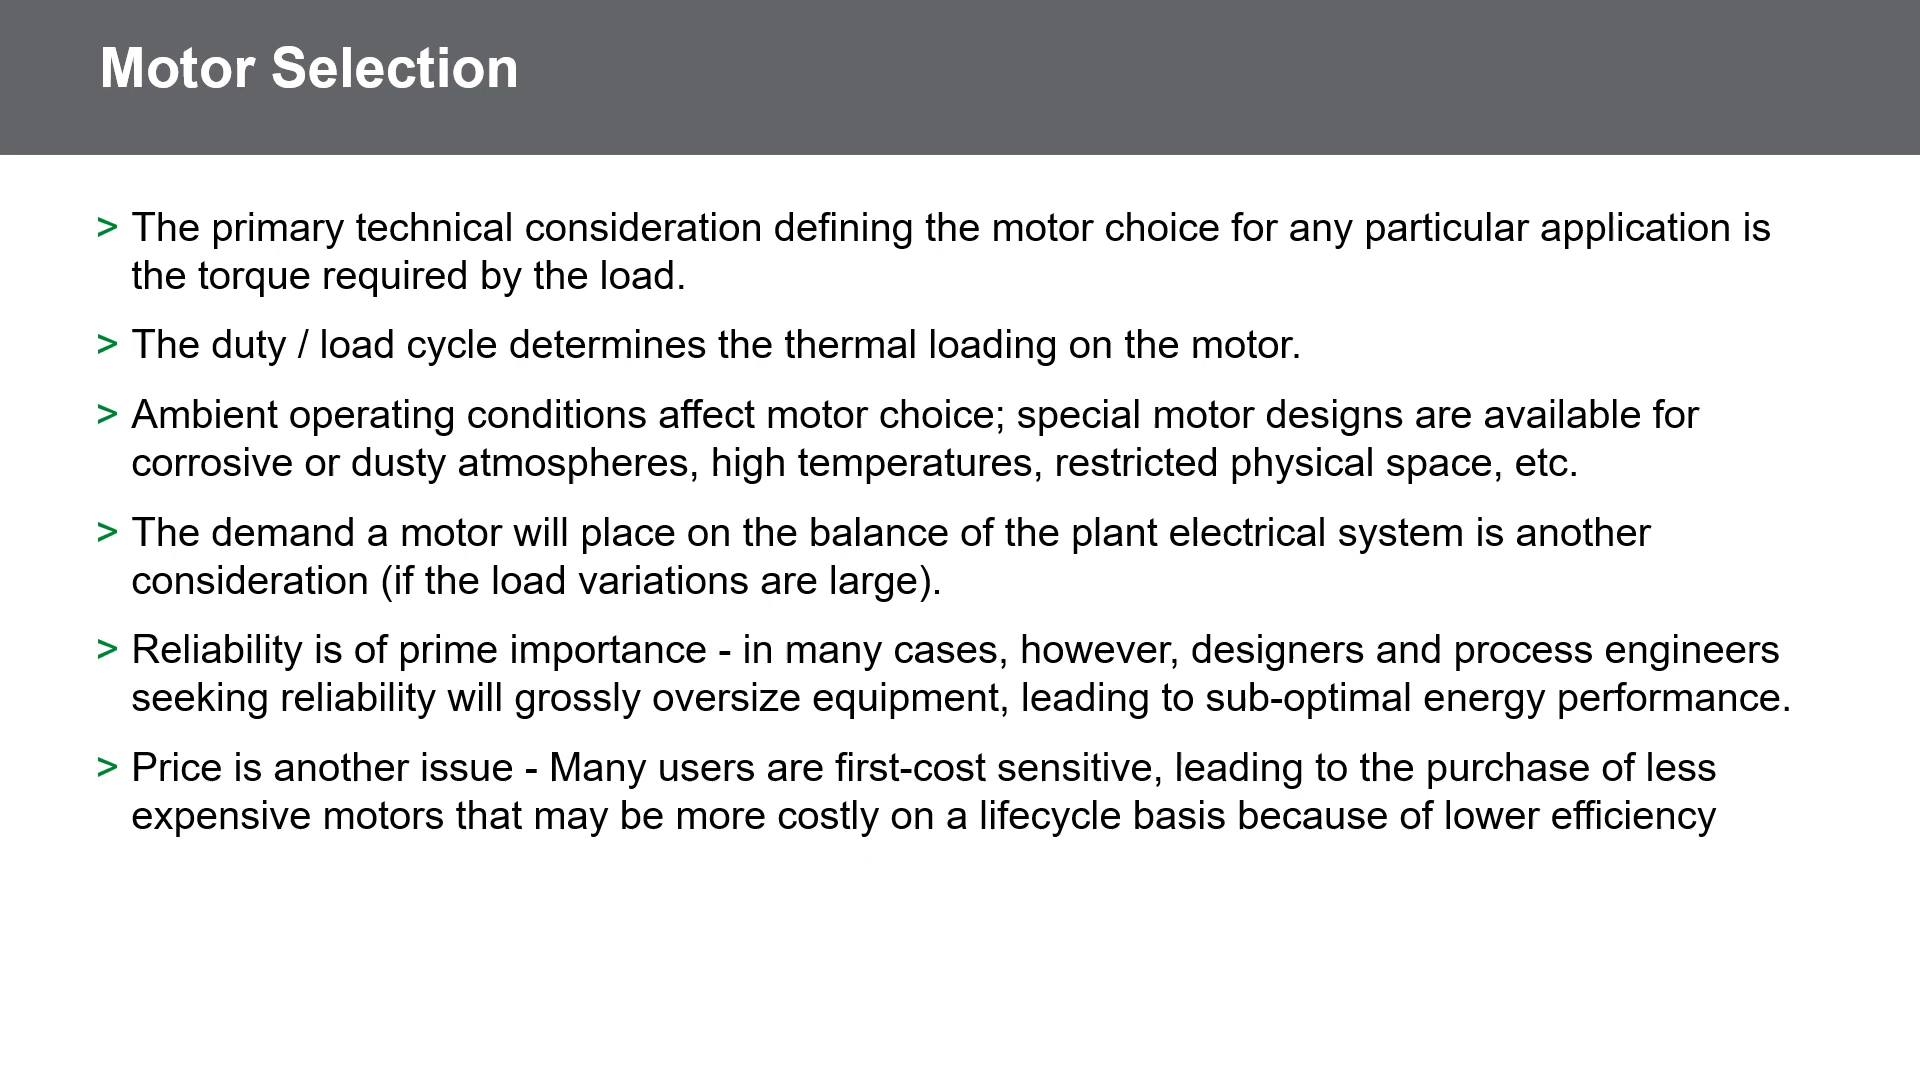 Motor Selection
> The primary technical consideration defining the motor choice for any particular application is
the torque required by the load.
> The duty / load cycle determines the thermal loading on the motor.
> Ambient operating conditions affect motor choice; special motor designs are available for
corrosive or dusty atmospheres, high temperatures, restricted physical space, etc.
> The demand a motor will place on the balance of the plant electrical system is another
consideration (if the load variations are large).
> Reliability is of prime importance - in many cases, however, designers and process engineers
seeking reliability will grossly oversize equipment, leading to sub-optimal energy performance.
> Price is another issue - Many users are first-cost sensitive, leading to the purchase of less
expensive motors that may be more costly on a lifecycle basis because of lower efficiency